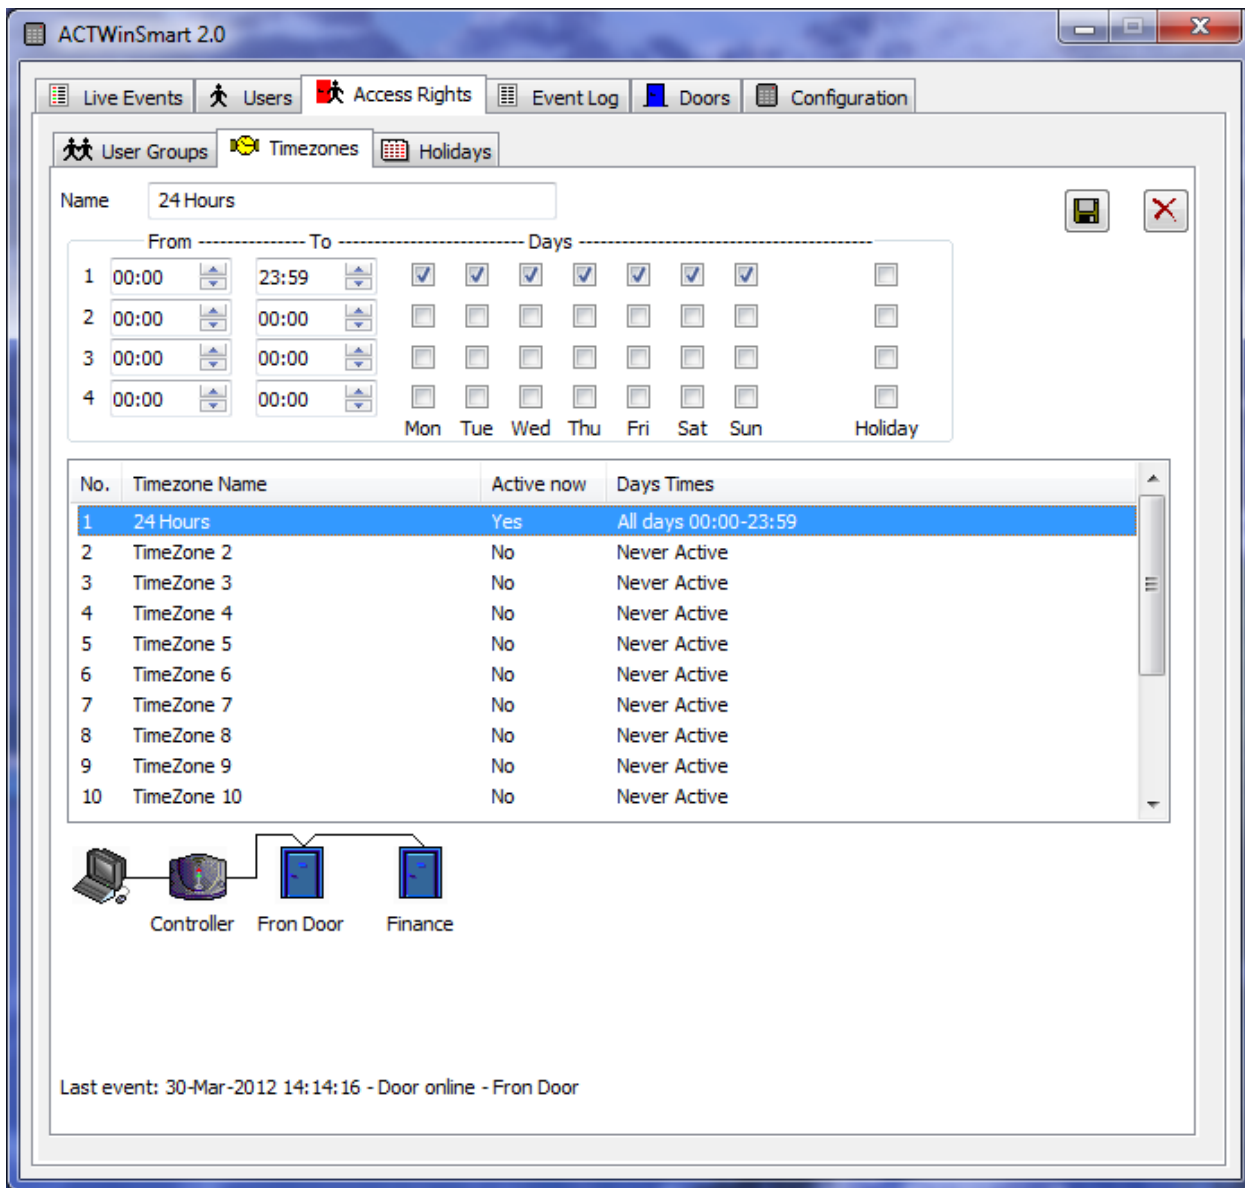 ACTWinSmart 2.0
Live Events Users Access Rights Event Log Doors Configuration
User Groups Timezones Holidays
Name 24 Hours
From --------------- To -------------------------- Days -----------------------------------------
1 00:00 23:59
2 00:00 00:00
3 00:00 00:00
4 00:00 00:00
Mon Tue Wed Thu Fri Sat Sun Holiday
No. Timezone Name Active now Days Times
1 24 Hours Yes All days 00:00-23:59
2 TimeZone 2 No Never Active
3 TimeZone 3 No Never Active
4 TimeZone 4 No Never Active
5 TimeZone 5 No Never Active
6 TimeZone 6 No Never Active
7 TimeZone 7 No Never Active
8 TimeZone 8 No Never Active
9 TimeZone 9 No Never Active
10 TimeZone 10 No Never Active
Controller Fron Door Finance
Last event: 30-Mar-2012 14:14:16 - Door online - Fron Door